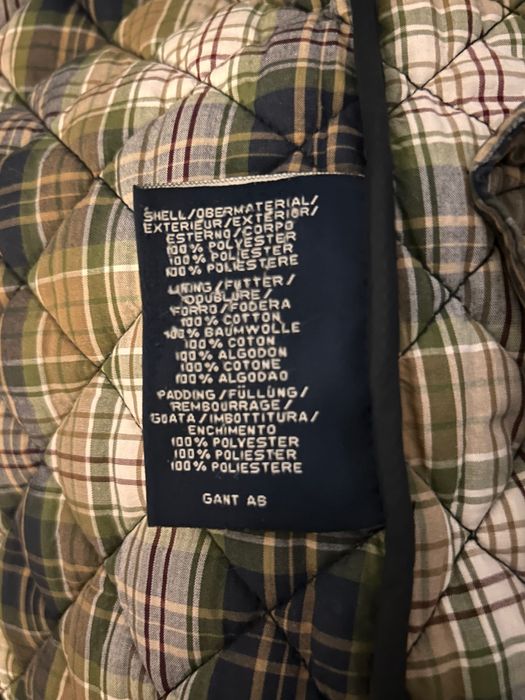 SHELL/OBERMATERIAL/
EXTERIEUR/EXTERIOR/
ESTERNO/CORPO
100% POLYESTER
100% POLIESTER
100% POLIESTERE
LINING/FUTTER/
DOUBLURE/
FORRO/FODERA
100% COTTON
100% BAUMWOLLE
100% COTON
100% ALGODON
100% COTONE
100% ALGODAO
PADDING/FÜLLUNG/
REMBOURRAGE/
GUATA/IMBOTTITURA/
ENCHIMENTO
100% POLYESTER
100% POLIESTER
100% POLIESTERE
GANT AB